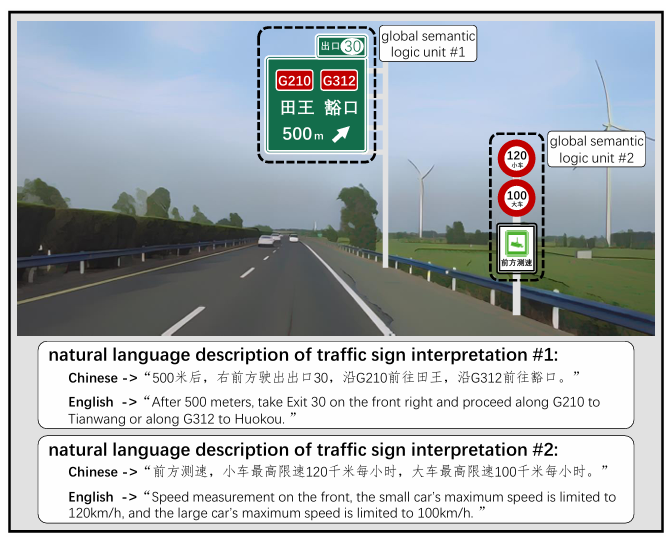 出口 30
global semantic
logic unit #1
G210 G312
田王 豁口
500m
global semantic
logic unit #2
120
小车
100
大车
前方测速
natural language description of traffic sign interpretation #1:
Chinese -> “500米后，右前方驶出出口30，沿G210前往田王，沿G312前往豁口。”
English -> “After 500 meters, take Exit 30 on the front right and proceed along G210 to
Tianwang or along G312 to Huokou. ”
natural language description of traffic sign interpretation #2:
Chinese -> “前方测速，小车最高限速120千米每小时，大车最高限速100千米每小时。”
English -> “Speed measurement on the front, the small car's maximum speed is limited to
120km/h, and the large car's maximum speed is limited to 100km/h. ”